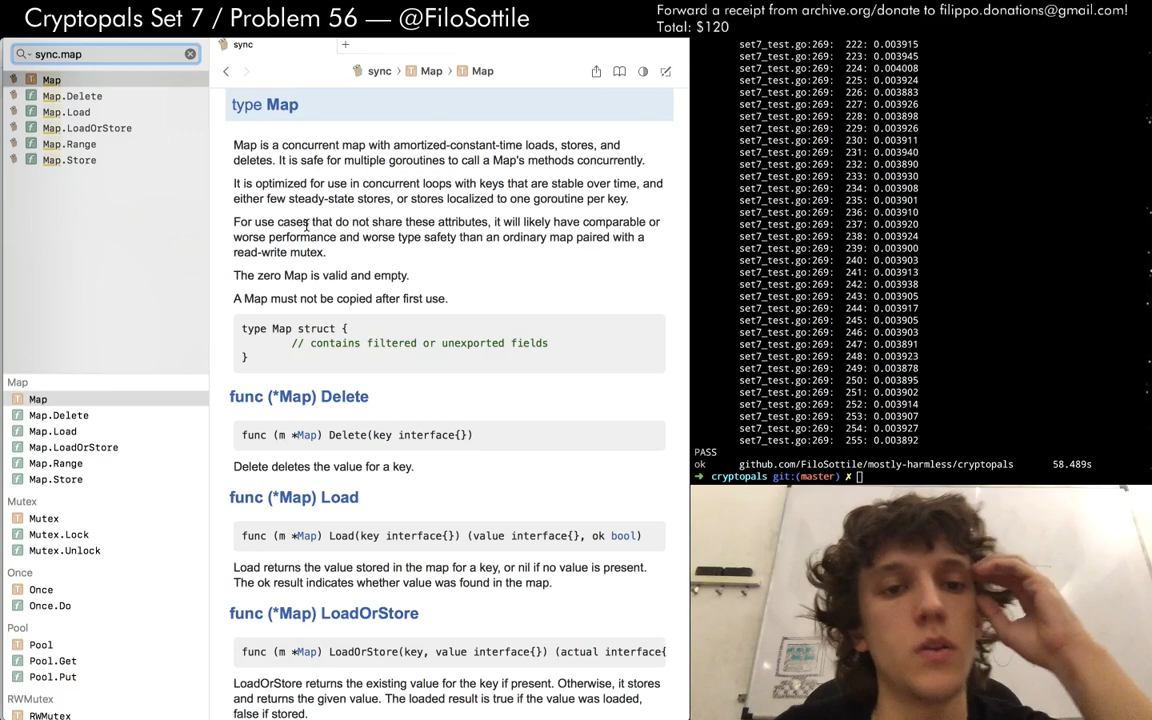 Cryptopals Set 7 / Problem 56 — @FiloSottile
Forward a receipt from archive.org/donate to filippo.donations@gmail.com!
Total: $120
sync.map
Map
Map.Delete
Map.Load
Map.LoadOrStore
Map.Range
Map.Store
Map
Map
Map.Delete
Map.Load
Map.LoadOrStore
Map.Range
Map.Store
Mutex
Mutex
Mutex.Lock
Mutex.Unlock
Once
Once
Once.Do
Pool
Pool
Pool.Get
Pool.Put
RWMutex
RWMutex
sync
+
sync › Map › Map
type Map
Map is a concurrent map with amortized-constant-time loads, stores, and
deletes. It is safe for multiple goroutines to call a Map's methods concurrently.
It is optimized for use in concurrent loops with keys that are stable over time, and
either few steady-state stores, or stores localized to one goroutine per key.
For use cases that do not share these attributes, it will likely have comparable or
worse performance and worse type safety than an ordinary map paired with a
read-write mutex.
The zero Map is valid and empty.
A Map must not be copied after first use.
type Map struct {
// contains filtered or unexported fields
}
func (*Map) Delete
func (m *Map) Delete(key interface{})
Delete deletes the value for a key.
func (*Map) Load
func (m *Map) Load(key interface{}) (value interface{}, ok bool)
Load returns the value stored in the map for a key, or nil if no value is present.
The ok result indicates whether value was found in the map.
func (*Map) LoadOrStore
func (m *Map) LoadOrStore(key, value interface{}) (actual interface{
LoadOrStore returns the existing value for the key if present. Otherwise, it stores
and returns the given value. The loaded result is true if the value was loaded,
false if stored.
set7_test.go:269: 222: 0.003915
set7_test.go:269: 223: 0.003945
set7_test.go:269: 224: 0.004008
set7_test.go:269: 225: 0.003924
set7_test.go:269: 226: 0.003883
set7_test.go:269: 227: 0.003926
set7_test.go:269: 228: 0.003898
set7_test.go:269: 229: 0.003926
set7_test.go:269: 230: 0.003911
set7_test.go:269: 231: 0.003940
set7_test.go:269: 232: 0.003890
set7_test.go:269: 233: 0.003930
set7_test.go:269: 234: 0.003908
set7_test.go:269: 235: 0.003901
set7_test.go:269: 236: 0.003910
set7_test.go:269: 237: 0.003920
set7_test.go:269: 238: 0.003924
set7_test.go:269: 239: 0.003900
set7_test.go:269: 240: 0.003903
set7_test.go:269: 241: 0.003913
set7_test.go:269: 242: 0.003938
set7_test.go:269: 243: 0.003905
set7_test.go:269: 244: 0.003917
set7_test.go:269: 245: 0.003905
set7_test.go:269: 246: 0.003903
set7_test.go:269: 247: 0.003891
set7_test.go:269: 248: 0.003923
set7_test.go:269: 249: 0.003878
set7_test.go:269: 250: 0.003895
set7_test.go:269: 251: 0.003902
set7_test.go:269: 252: 0.003914
set7_test.go:269: 253: 0.003907
set7_test.go:269: 254: 0.003927
set7_test.go:269: 255: 0.003892
PASS
ok github.com/FiloSottile/mostly-harmless/cryptopals 58.489s
➜ cryptopals git:(master) ✗